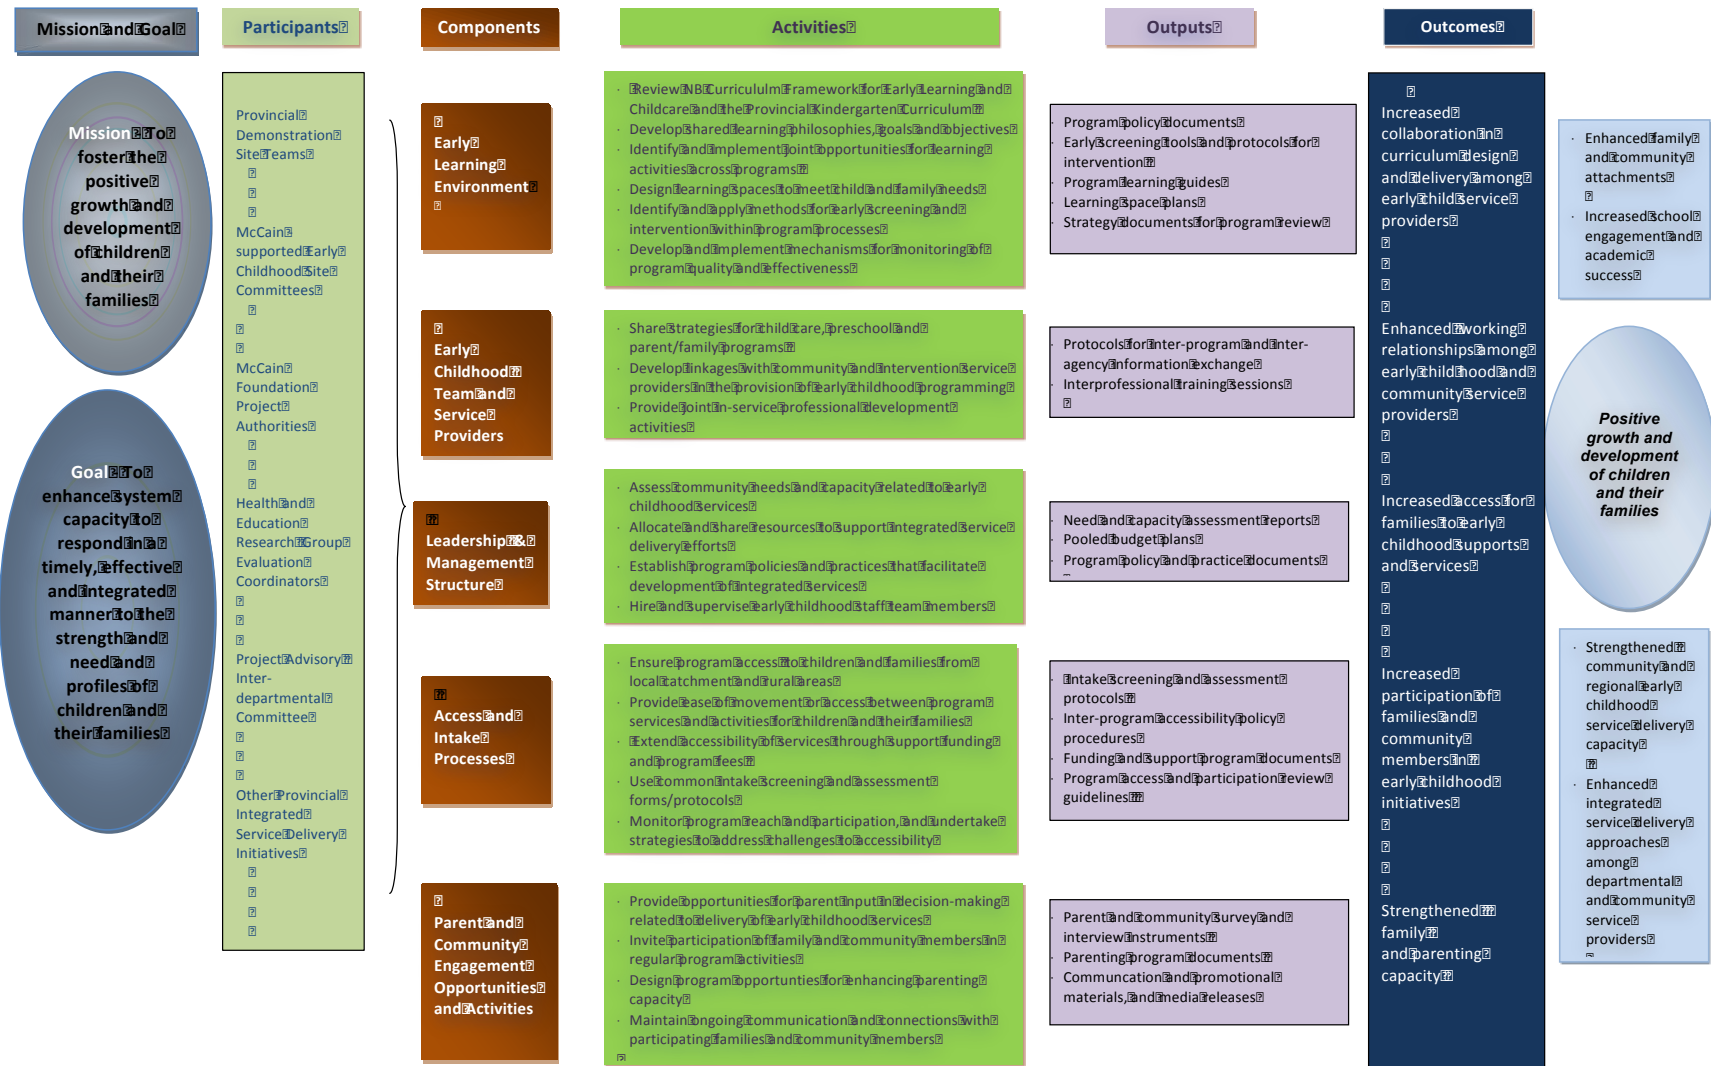 Mission and Goal
Participants
Components
Activities
Outputs
Outcomes
Mission: To
foster the
positive
growth and
development
of children
and their
families
Goal: To
enhance system
capacity to
respond in a
timely, effective
and integrated
manner to the
strength and
need and
profiles of
children and
their families
Provincial
Demonstration
Site Teams
McCain
supported Early
Childhood Site
Committees
McCain
Foundation
Project
Authorities
Health and
Education
Research Group
Evaluation
Coordinators
Project Advisory
Inter-
departmental
Committee
Other Provincial
Integrated
Service Delivery
Initiatives
Early
Learning
Environment
· Review NB Curriculum Framework for Early Learning and
Childcare and the Provincial Kindergarten Curriculum
· Develop shared learning philosophies, goals and objectives
· Identify and implement joint opportunities for learning
activities across programs
· Design learning spaces to meet child and family needs
· Identify and apply methods for early screening and
intervention within program processes
· Develop and implement mechanisms for monitoring of
program quality and effectiveness
· Program policy documents
· Early screening tools and protocols for
intervention
· Program learning guides
· Learning space plans
· Strategy documents for program review
Early
Childhood
Team and
Service
Providers
· Share strategies for child care, preschool and
parent/family programs
· Develop linkages with community and intervention service
providers in the provision of early childhood programming
· Provide joint in-service professional development
activities
· Protocols for inter-program and inter-
agency information exchange
· Interprofessional training sessions
Leadership &
Management
Structure
· Assess community needs and capacity related to early
childhood services
· Allocate and share resources to support integrated service
delivery efforts
· Establish program policies and practices that facilitate
development of integrated services
· Hire and supervise early childhood staff team members
· Need and capacity assessment reports
· Pooled budget plans
· Program policy and practice documents
Access and
Intake
Processes
· Ensure program access to children and families from
local catchment and rural areas
· Provide ease of movement or access between program
services and activities for children and their families
· Extend accessibility of services through support funding
and program fees
· Use common intake screening and assessment
forms/protocols
· Monitor program reach and participation, and undertake
strategies to address challenges to accessibility
· Intake screening and assessment
protocols
· Inter-program accessibility policy
procedures
· Funding and support program documents
· Program access and participation review
guidelines
Parent and
Community
Engagement
Opportunities
and Activities
· Provide opportunities for parent input in decision-making
related to delivery of early childhood services
· Invite participation of family and community members in
regular program activities
· Design program opportunties for enhancing parenting
capacity
· Maintain ongoing communication and connections with
participating families and community members
· Parent and community survey and
interview instruments
· Parenting program documents
· Communcation and promotional
materials, and media releases
Increased
collaboration in
curriculum design
and delivery among
early child service
providers
Enhanced working
relationships among
early child hood and
community service
providers
Increased access for
families to early
childhood supports
and services
Increased
participation of
families and
community
members in
early childhood
initiatives
Strengthened
family
and parenting
capacity
· Enhanced family
and community
attachments
· Increased school
engagement and
academic
success
Positive
growth and
development
of children
and their
families
· Strengthened
community and
regional early
childhood
service delivery
capacity
· Enhanced
integrated
service delivery
approaches
among
departmental
and community
service
providers